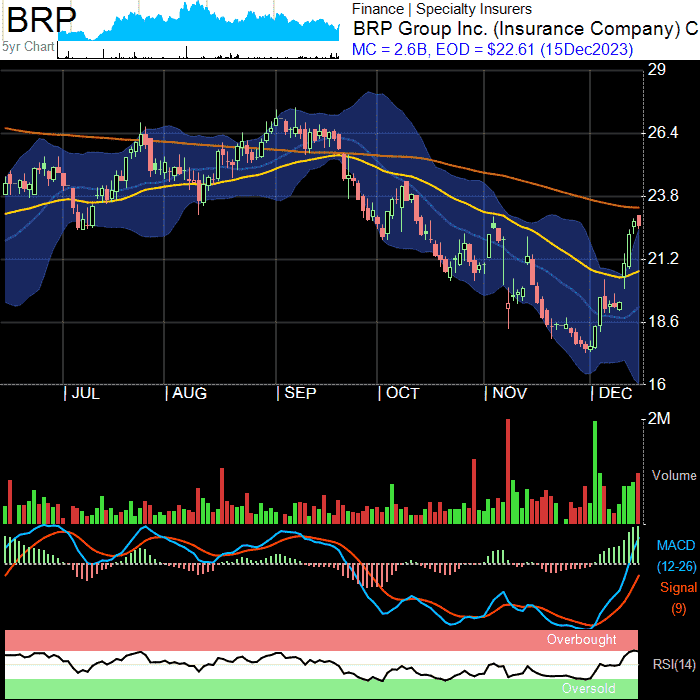 BRP
5yr Chart
Finance | Specialty Insurers
BRP Group Inc. (Insurance Company) C
MC = 2.6B, EOD = $22.61 (15Dec2023)
29
26.4
23.8
21.2
18.6
16
| JUL | AUG | SEP | OCT | NOV | DEC
2M
Volume
MACD
(12-26)
Signal
(9)
Overbought
RSI(14)
Oversold